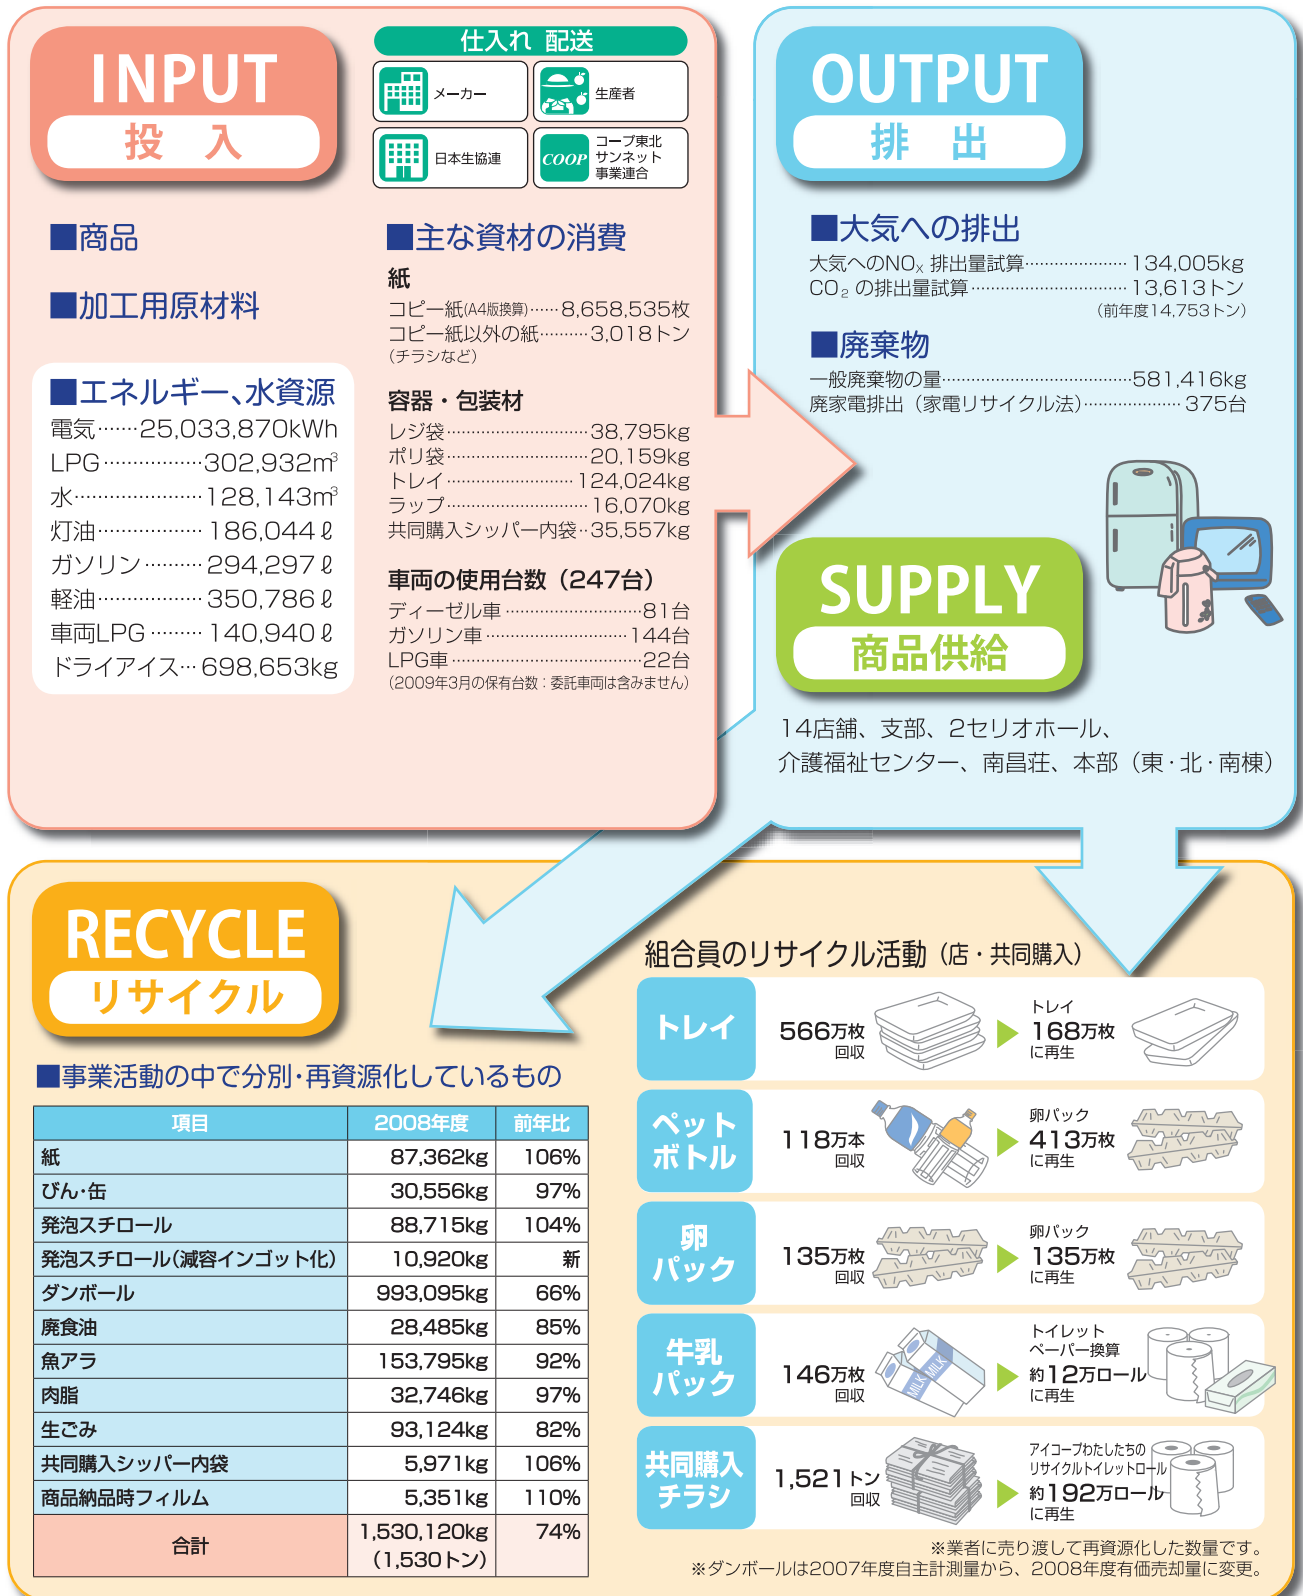 INPUT
投 入
仕入れ 配送
メーカー
生産者
日本生協連
COOP
コープ東北
サンネット
事業連合
■商品
■加工用原材料
■エネルギー、水資源
電気……25,033,870kWh
LPG………………302,932㎥
水…………………128,143㎥
灯油………………186,044ℓ
ガソリン………294,297ℓ
軽油………………350,786ℓ
車両LPG………140,940ℓ
ドライアイス…698,653kg
■主な資材の消費
紙
コピー紙(A4版換算)……8,658,535枚
コピー紙以外の紙………3,018トン
(チラシなど)
容器・包装材
レジ袋………………………38,795kg
ポリ袋………………………20,159kg
トレイ……………………124,024kg
ラップ………………………16,070kg
共同購入シッパー内袋…35,557kg
車両の使用台数(247台)
ディーゼル車………………………81台
ガソリン車………………………144台
LPG車………………………………22台
(2009年3月の保有台数:委託車両は含みません)
OUTPUT
排 出
■大気への排出
大気へのNOx 排出量試算………………134,005kg
CO₂ の排出量試算………………………13,613トン
(前年度14,753トン)
■廃棄物
一般廃棄物の量………………………………581,416kg
廃家電排出(家電リサイクル法)………………375台
SUPPLY
商品供給
14店舗、支部、2セリオホール、
介護福祉センター、南昌荘、本部(東・北・南棟)
RECYCLE
リサイクル
■事業活動の中で分別・再資源化しているもの
項目 2008年度 前年比
紙 87,362kg 106%
びん・缶 30,556kg 97%
発泡スチロール 88,715kg 104%
発泡スチロール(減容インゴット化) 10,920kg 新
ダンボール 993,095kg 66%
廃食油 28,485kg 85%
魚アラ 153,795kg 92%
肉脂 32,746kg 97%
生ごみ 93,124kg 82%
共同購入シッパー内袋 5,971kg 106%
商品納品時フィルム 5,351kg 110%
合計 1,530,120kg 74%
(1,530トン)
組合員のリサイクル活動(店・共同購入)
トレイ
566万枚
回収
トレイ
168万枚
に再生
ペット
ボトル
118万本
回収
卵パック
413万枚
に再生
卵
パック
135万枚
回収
卵パック
135万枚
に再生
牛乳
パック
146万枚
回収
MILK
MILK
トイレット
ペーパー換算
約12万ロール
に再生
共同購入
チラシ
1,521トン
回収
アイコープわたしたちの
リサイクルトイレットロール
約192万ロール
に再生
※業者に売り渡して再資源化した数量です。
※ダンボールは2007年度自主計測量から、2008年度有価売却量に変更。